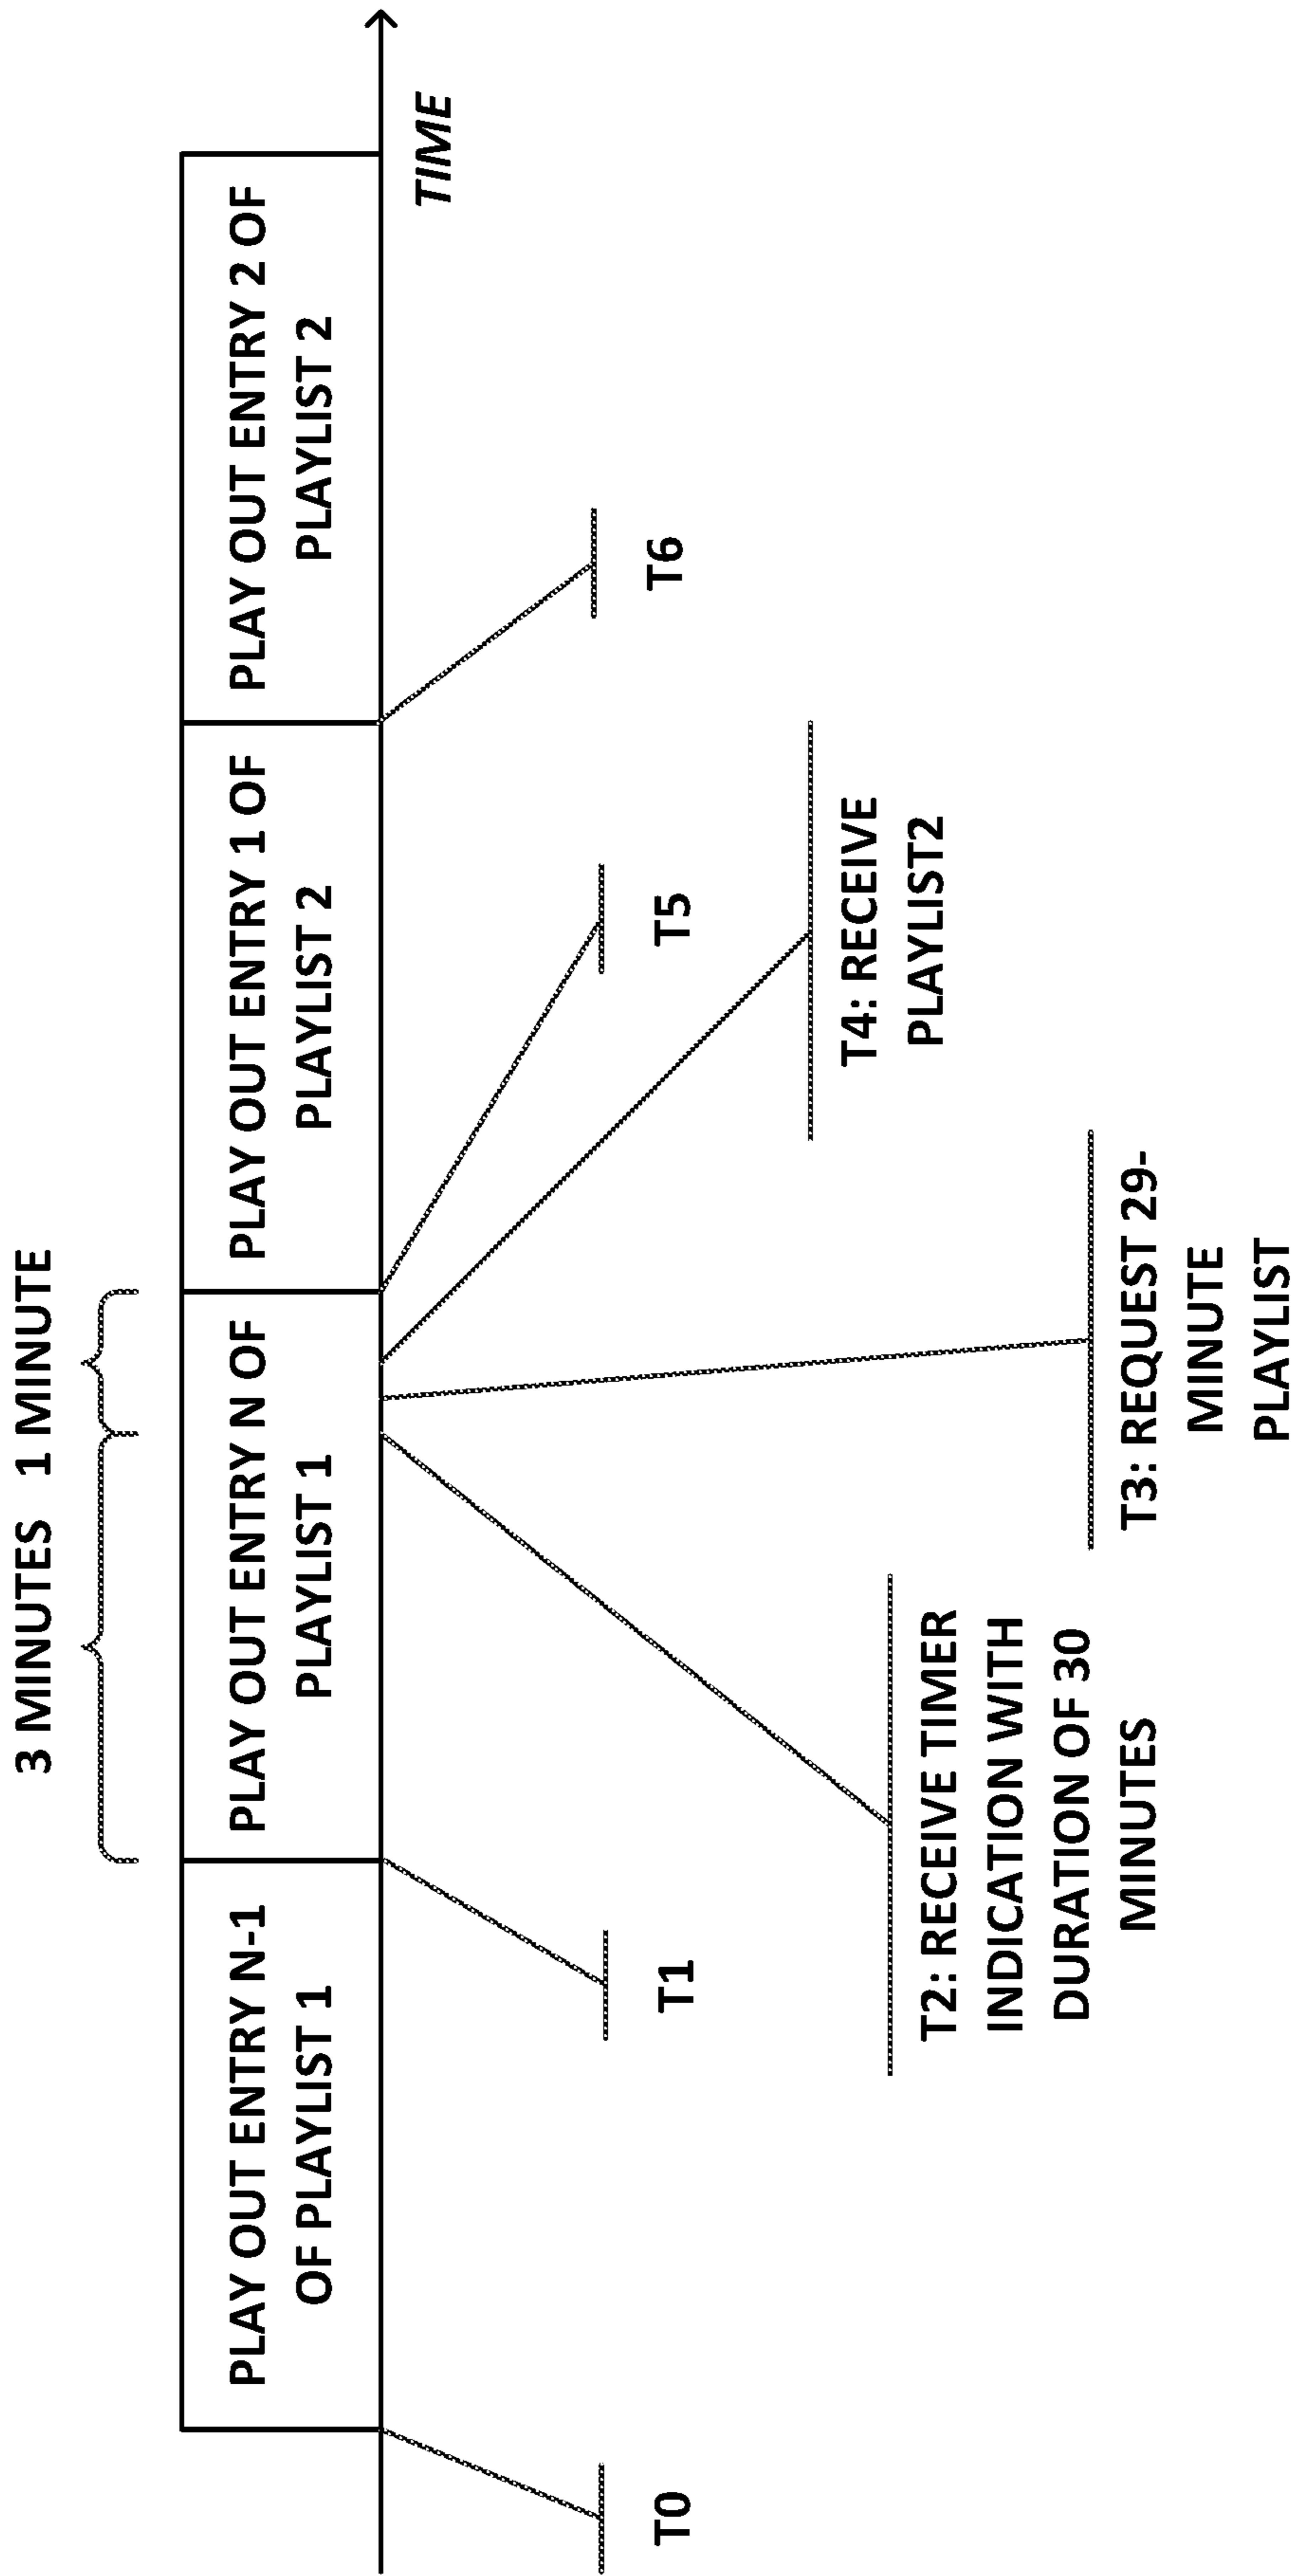 3 MINUTES 1 MINUTE
PLAY OUT ENTRY N-1
OF PLAYLIST 1
PLAY OUT ENTRY N OF
PLAYLIST 1
PLAY OUT ENTRY 1 OF
PLAYLIST 2
PLAY OUT ENTRY 2 OF
PLAYLIST 2
TIME
T0
T1
T5
T6
T2: RECEIVE TIMER
INDICATION WITH
DURATION OF 30
MINUTES
T4: RECEIVE
PLAYLIST2
T3: REQUEST 29-
MINUTE
PLAYLIST